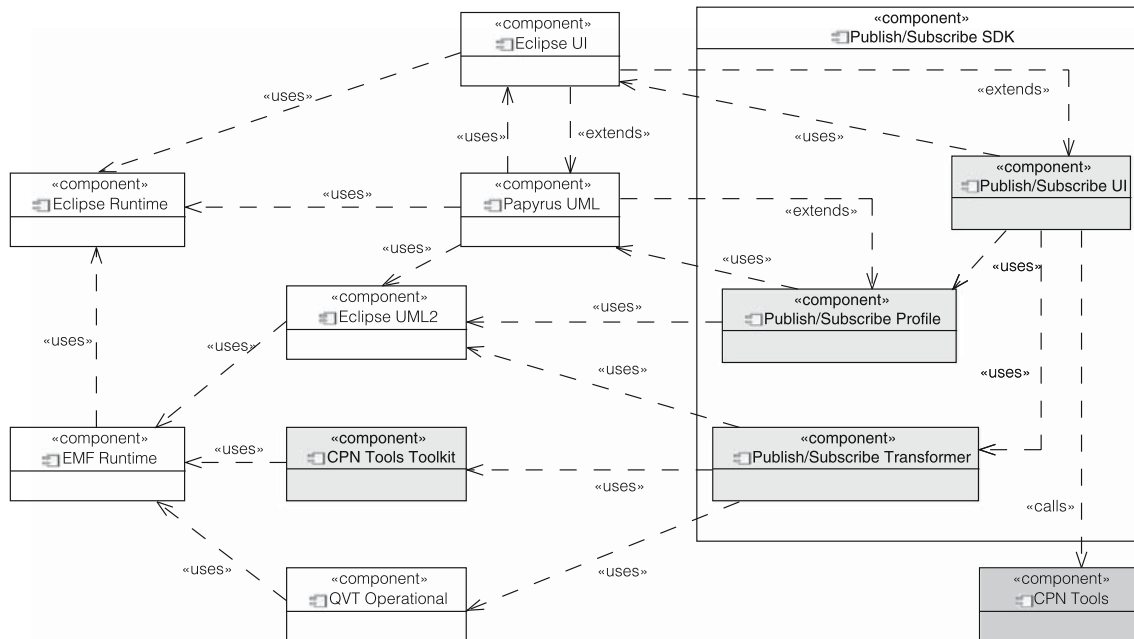 «component»
Eclipse UI
«component»
Publish/Subscribe SDK
«uses»
«extends»
«uses»
«extends»
«uses»
«component»
Eclipse Runtime
«uses»
«component»
Papyrus UML
«component»
Publish/Subscribe UI
«extends»
«uses»
«uses»
«uses»
«component»
Eclipse UML2
«uses»
«component»
Publish/Subscribe Profile
«uses»
«uses»
«uses»
«uses»
«component»
EMF Runtime
«uses»
«component»
CPN Tools Toolkit
«uses»
«component»
Publish/Subscribe Transformer
«calls»
«uses»
«component»
QVT Operational
«uses»
«component»
CPN Tools